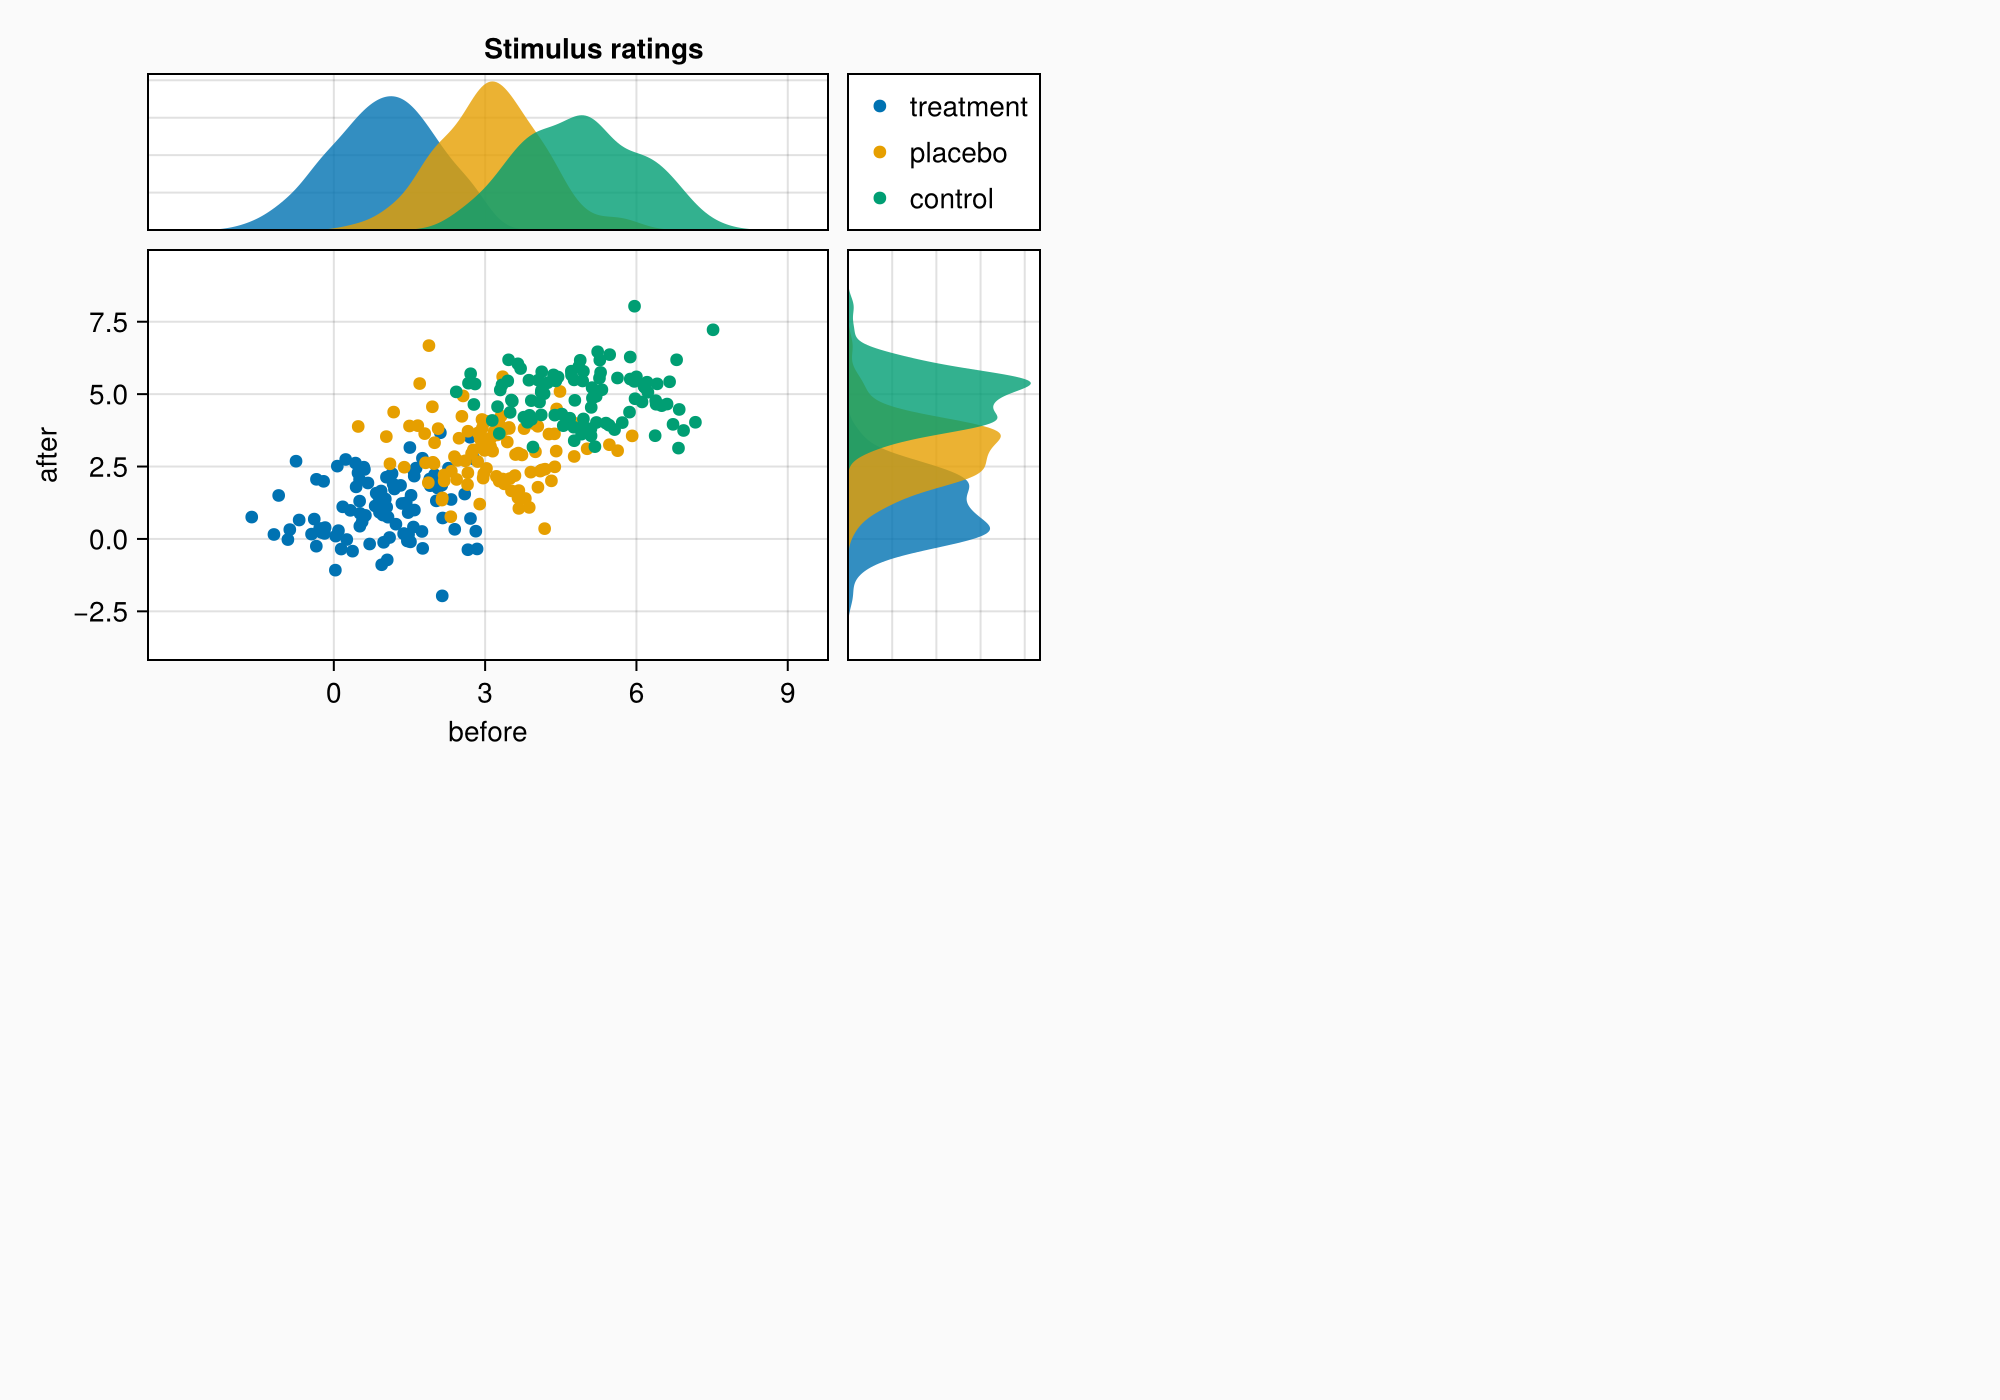 Stimulus ratings
treatment
placebo
control
7.5
5.0
2.5
0.0
−2.5
after
0 3 6 9
before